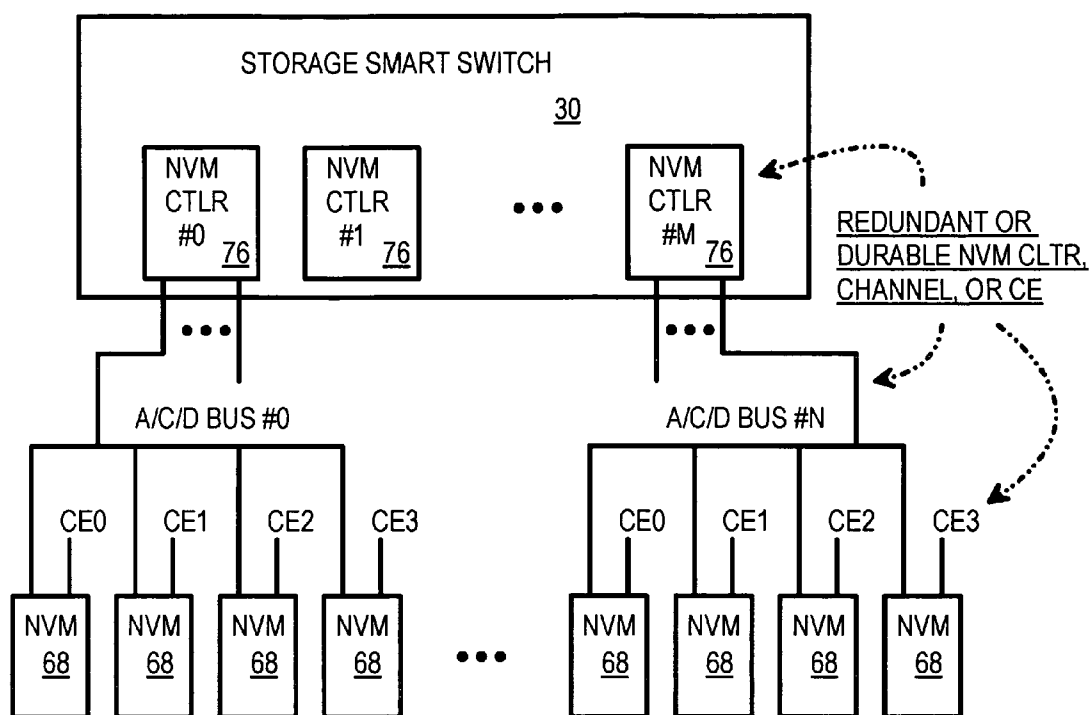 STORAGE SMART SWITCH
30
NVM
CTLR
#0
76
NVM
CTLR
#1
76
NVM
CTLR
#M
76
REDUNDANT OR
DURABLE NVM CLTR,
CHANNEL, OR CE
A/C/D BUS #0
A/C/D BUS #N
CE0
CE1
CE2
CE3
CE0
CE1
CE2
CE3
NVM
68
NVM
68
NVM
68
NVM
68
NVM
68
NVM
68
NVM
68
NVM
68